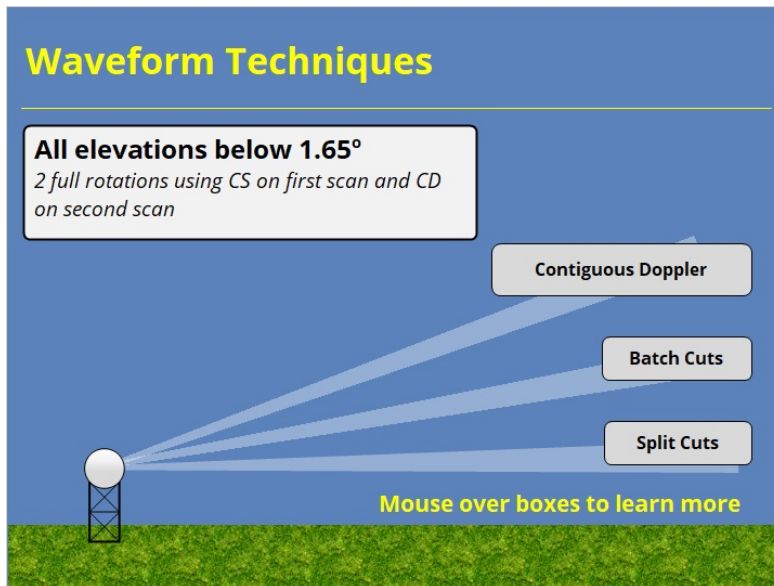 Waveform Techniques
All elevations below 1.65º
2 full rotations using CS on first scan and CD
on second scan
Contiguous Doppler
Batch Cuts
Split Cuts
Mouse over boxes to learn more